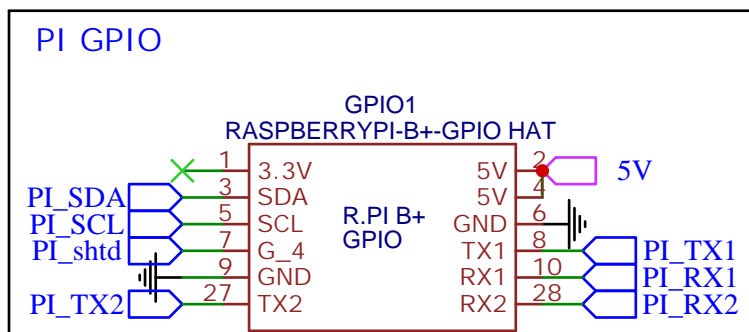 PI GPIO
GPIO1
RASPBERRYPI-B+-GPIO HAT
1 3.3V 5V 2 5V
PI_SDA 3 SDA 5V 4
PI_SCL 5 SCL R.PI B+ GND 6
PI_shtd 7 G_4 GPIO TX1 8 PI_TX1
9 GND RX1 10 PI_RX1
PI_TX2 27 TX2 RX2 28 PI_RX2